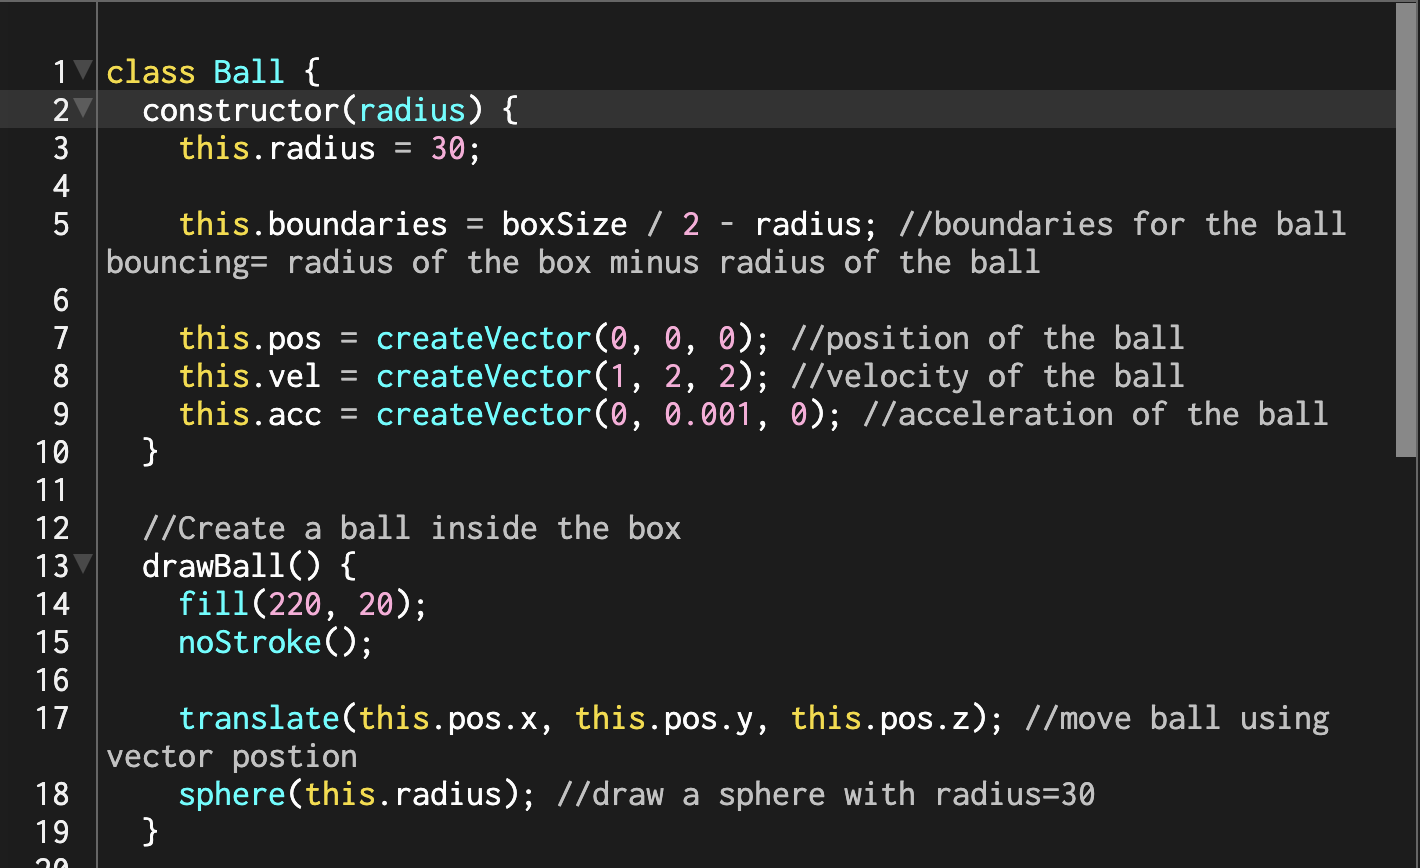 1 class Ball {
2 constructor(radius) {
3 this.radius = 30;
4
5 this.boundaries = boxSize / 2 - radius; //boundaries for the ball
bouncing= radius of the box minus radius of the ball
6
7 this.pos = createVector(0, 0, 0); //position of the ball
8 this.vel = createVector(1, 2, 2); //velocity of the ball
9 this.acc = createVector(0, 0.001, 0); //acceleration of the ball
10 }
11
12 //Create a ball inside the box
13 drawBall() {
14 fill(220, 20);
15 noStroke();
16
17 translate(this.pos.x, this.pos.y, this.pos.z); //move ball using
vector postion
18 sphere(this.radius); //draw a sphere with radius=30
19 }
20